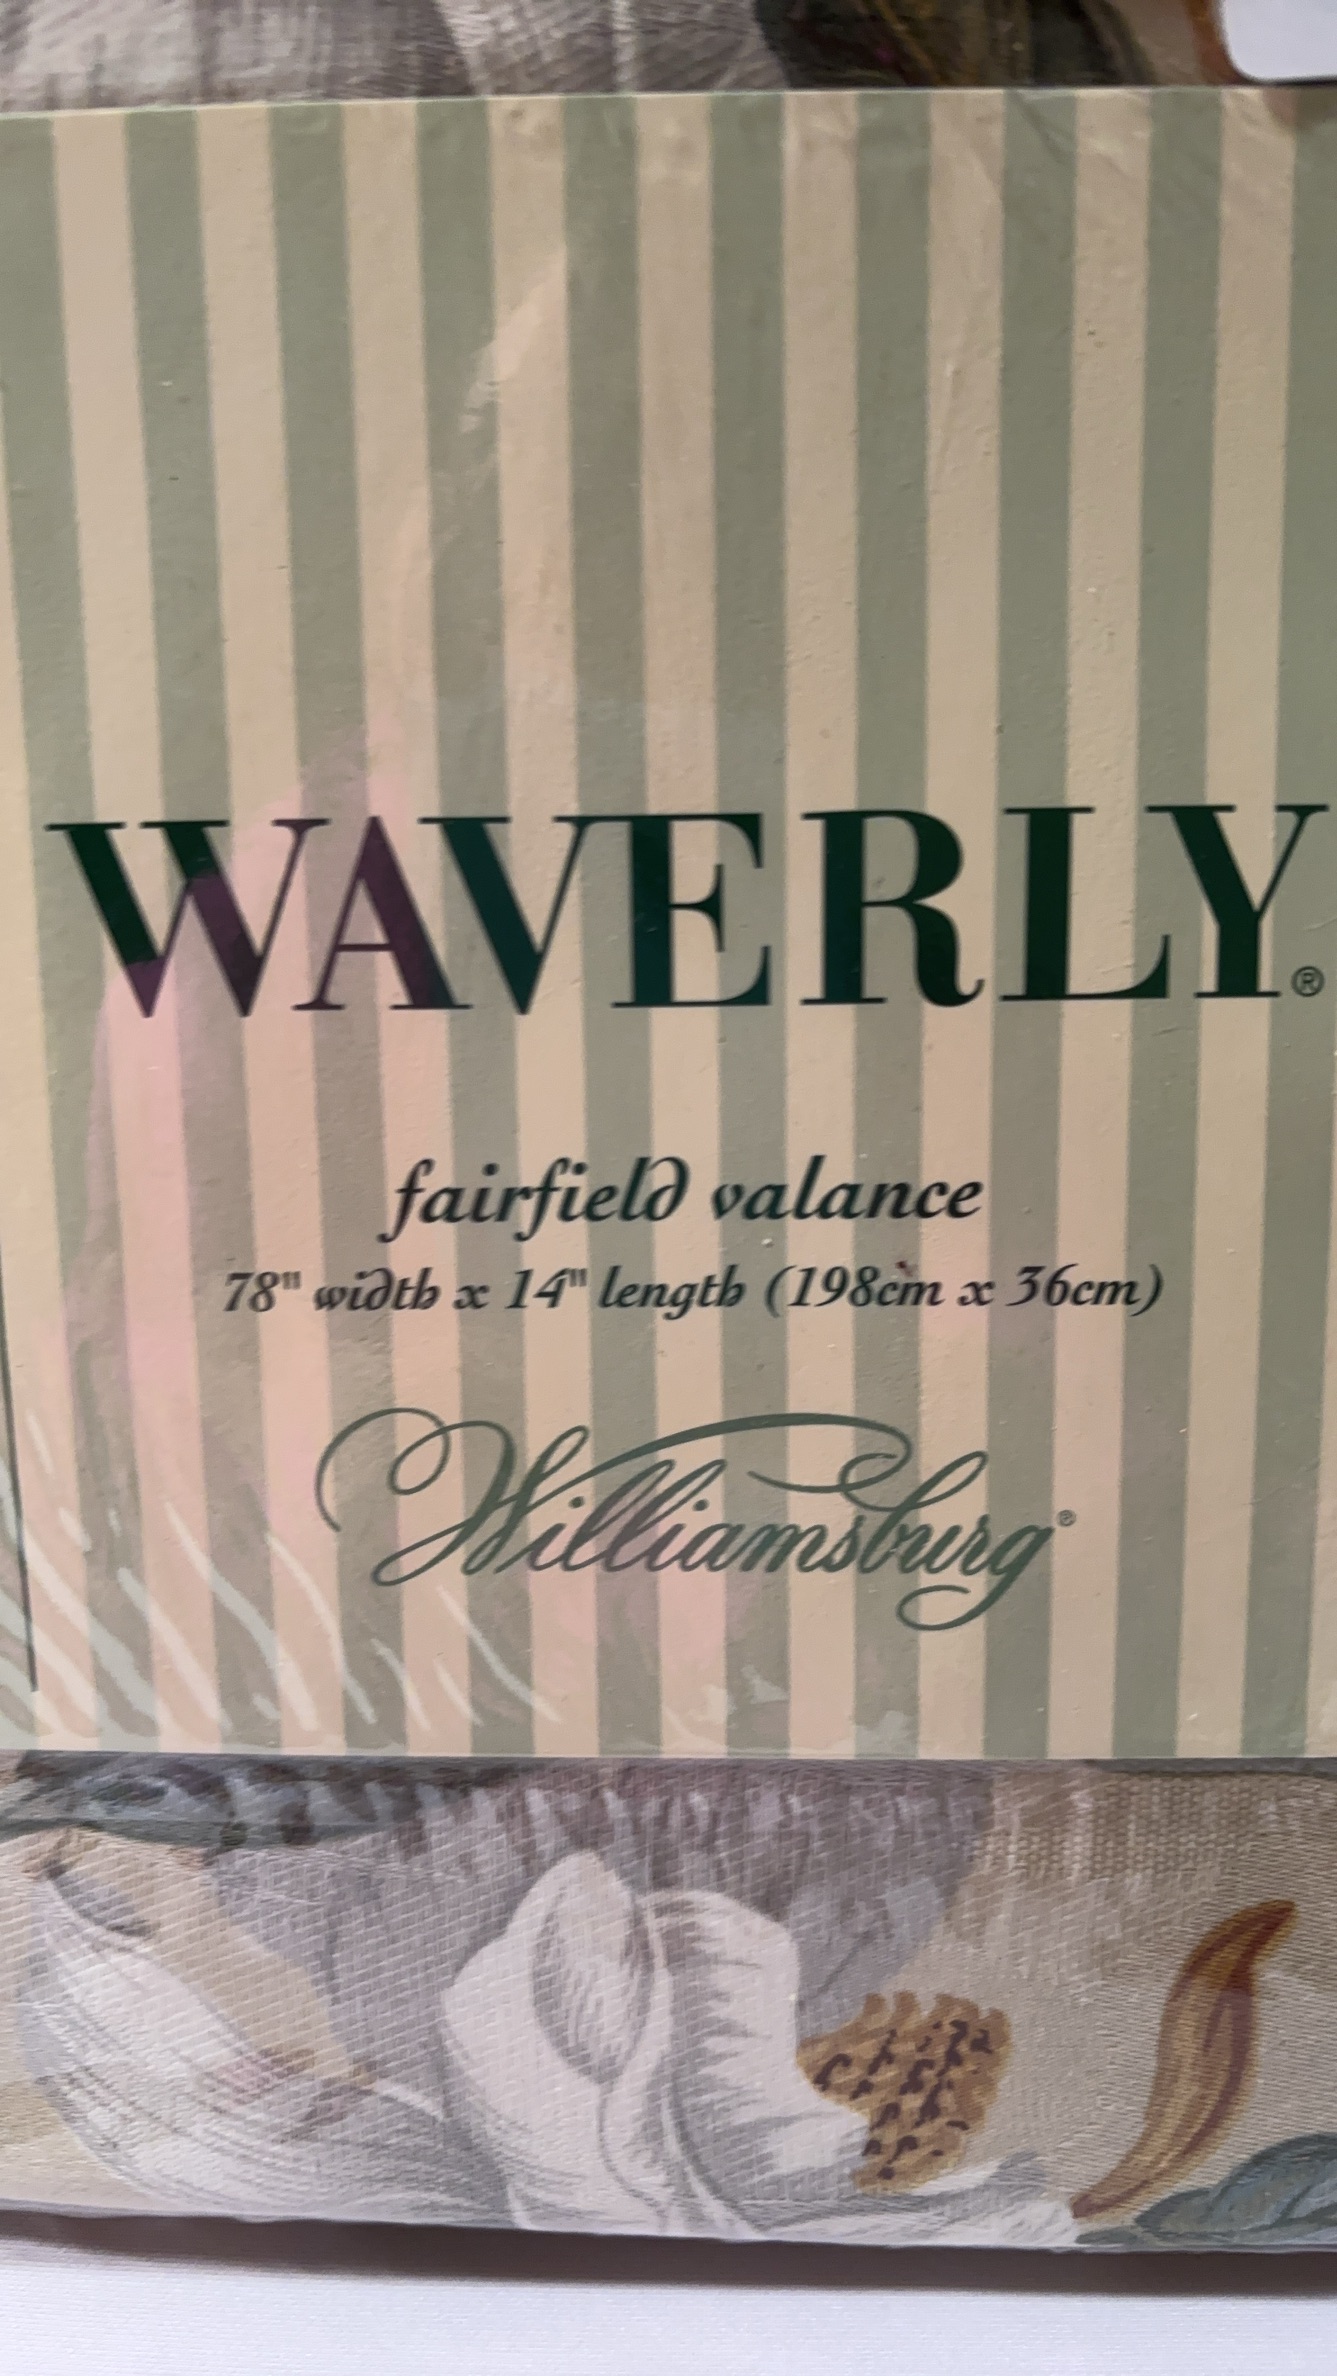 WAVERLY®
fairfield valance
78" width x 14" length (198cm x 36cm)
Williamsburg®